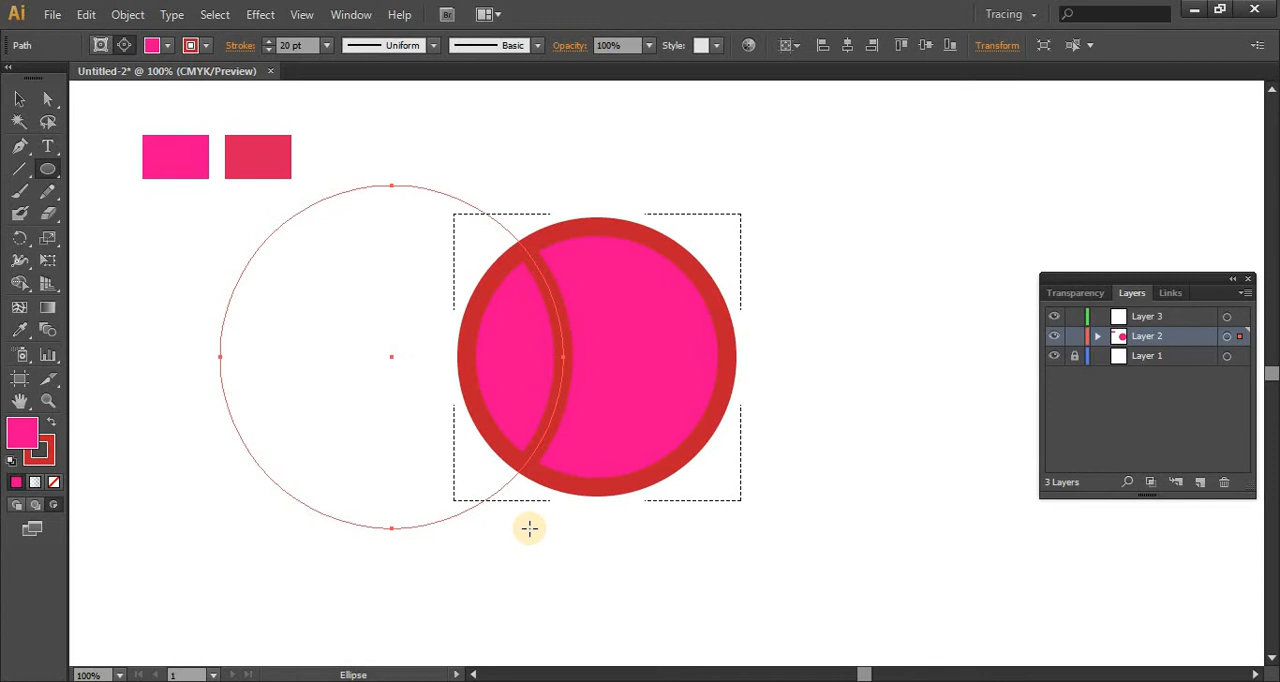 Ai File Edit Object Type Select Effect View Window Help Br Tracing
Path Stroke: 20 pt Uniform Basic Opacity: 100% Style: Transform
Untitled-2* @ 100% (CMYK/Preview) ×
Transparency Layers Links
Layer 3
Layer 2
Layer 1
3 Layers
100% 1 Ellipse